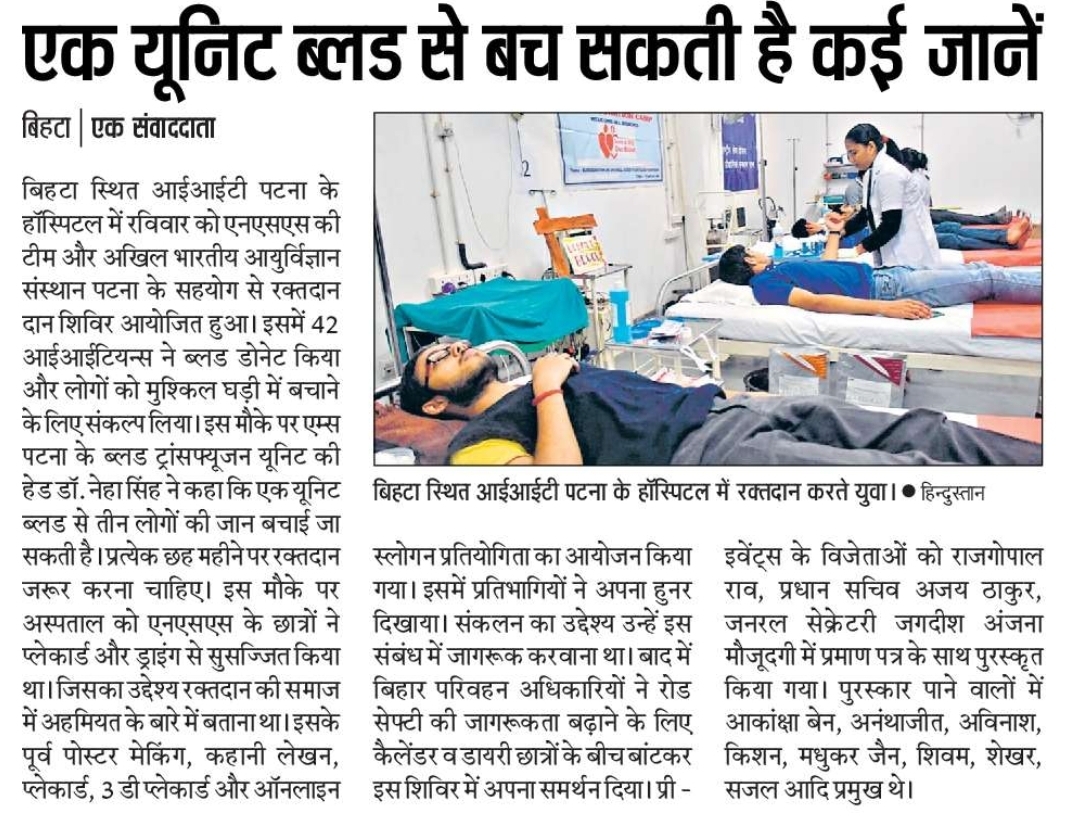 एक यूनिट ब्लड से बच सकती है कई जानें
बिहटा | एक संवाददाता
बिहटा स्थित आईआईटी पटना के
हॉस्पिटल में रविवार को एनएसएस की
टीम और अखिल भारतीय आयुर्विज्ञान
संस्थान पटना के सहयोग से रक्तदान
दान शिविर आयोजित हुआ। इसमें 42
आईआईटियन्स ने ब्लड डोनेट किया
और लोगों को मुश्किल घड़ी में बचाने
के लिए संकल्प लिया। इस मौके पर एम्स
पटना के ब्लड ट्रांसफ्यूजन यूनिट की
हेड डॉ. नेहा सिंह ने कहा कि एक यूनिट
ब्लड से तीन लोगों की जान बचाई जा
सकती है। प्रत्येक छह महीने पर रक्तदान
जरूर करना चाहिए। इस मौके पर
अस्पताल को एनएसएस के छात्रों ने
प्लेकार्ड और ड्राइंग से सुसज्जित किया
था। जिसका उद्देश्य रक्तदान की समाज
में अहमियत के बारे में बताना था। इसके
पूर्व पोस्टर मेकिंग, कहानी लेखन,
प्लेकार्ड, 3 डी प्लेकार्ड और ऑनलाइन
बिहटा स्थित आईआईटी पटना के हॉस्पिटल में रक्तदान करते युवा। ● हिन्दुस्तान
स्लोगन प्रतियोगिता का आयोजन किया
गया। इसमें प्रतिभागियों ने अपना हुनर
दिखाया। संकलन का उद्देश्य उन्हें इस
संबंध में जागरूक करवाना था। बाद में
बिहार परिवहन अधिकारियों ने रोड
सेफ्टी की जागरूकता बढ़ाने के लिए
कैलेंडर व डायरी छात्रों के बीच बांटकर
इस शिविर में अपना समर्थन दिया। प्री -
इवेंट्स के विजेताओं को राजगोपाल
राव, प्रधान सचिव अजय ठाकुर,
जनरल सेक्रेटरी जगदीश अंजना
मौजूदगी में प्रमाण पत्र के साथ पुरस्कृत
किया गया। पुरस्कार पाने वालों में
आकांक्षा बेन, अनंथाजीत, अविनाश,
किशन, मधुकर जैन, शिवम, शेखर,
सजल आदि प्रमुख थे।